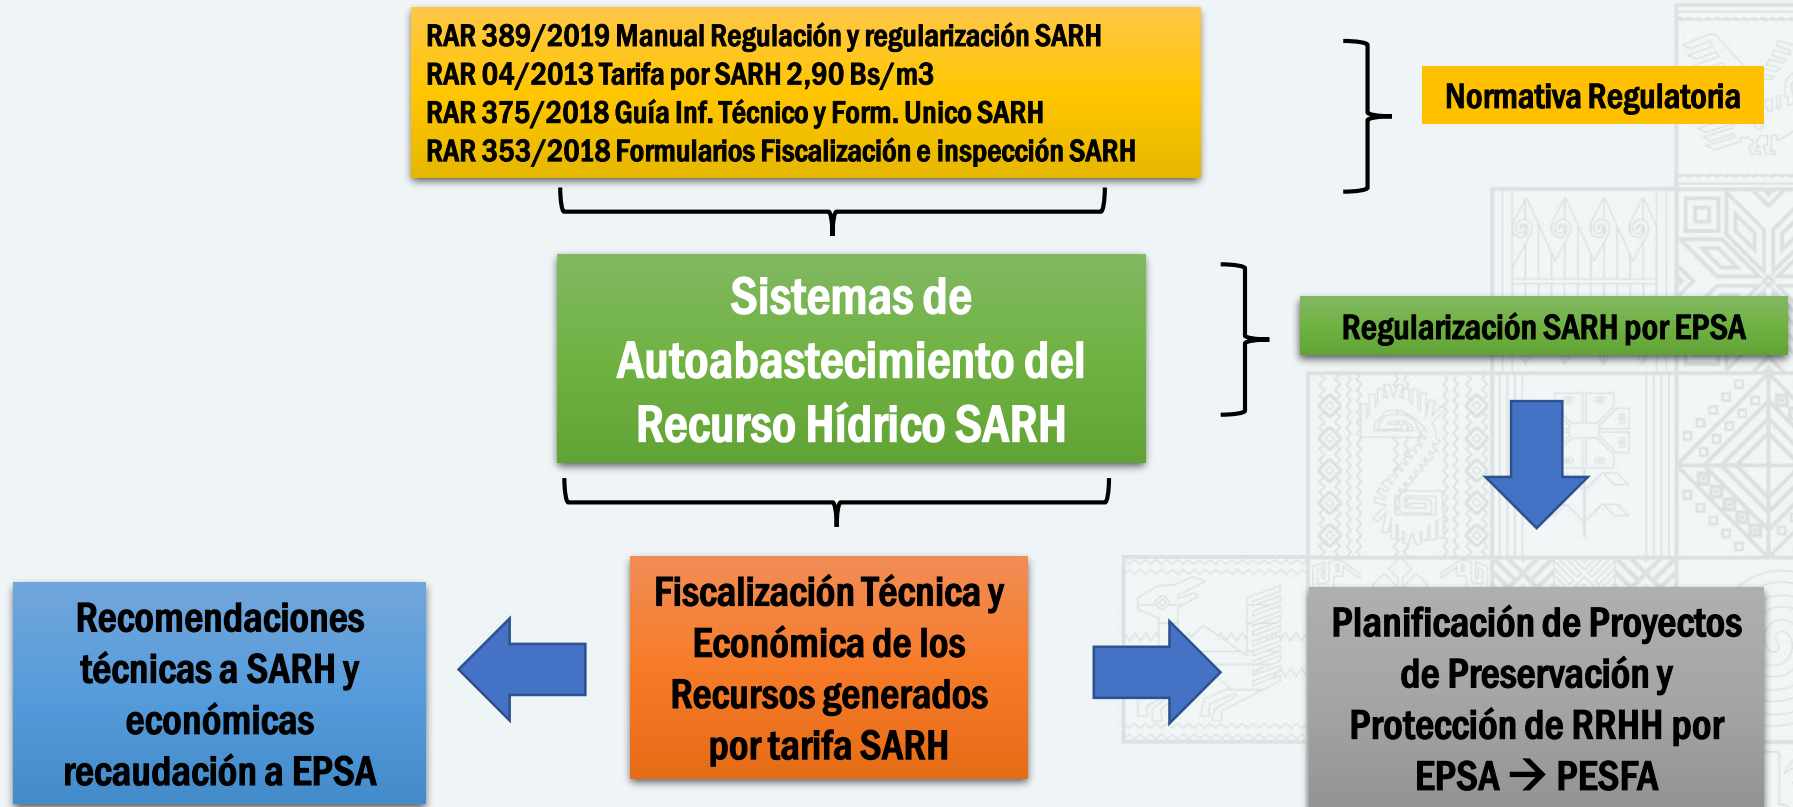 RAR 389/2019 Manual Regulación y regularización SARH
RAR 04/2013 Tarifa por SARH 2,90 Bs/m3
RAR 375/2018 Guía Inf. Técnico y Form. Unico SARH
RAR 353/2018 Formularios Fiscalización e inspección SARH
Normativa Regulatoria
Sistemas de
Autoabastecimiento del
Recurso Hídrico SARH
Regularización SARH por EPSA
Recomendaciones
técnicas a SARH y
económicas
recaudación a EPSA
Fiscalización Técnica y
Económica de los
Recursos generados
por tarifa SARH
Planificación de Proyectos
de Preservación y
Protección de RRHH por
EPSA → PESFA